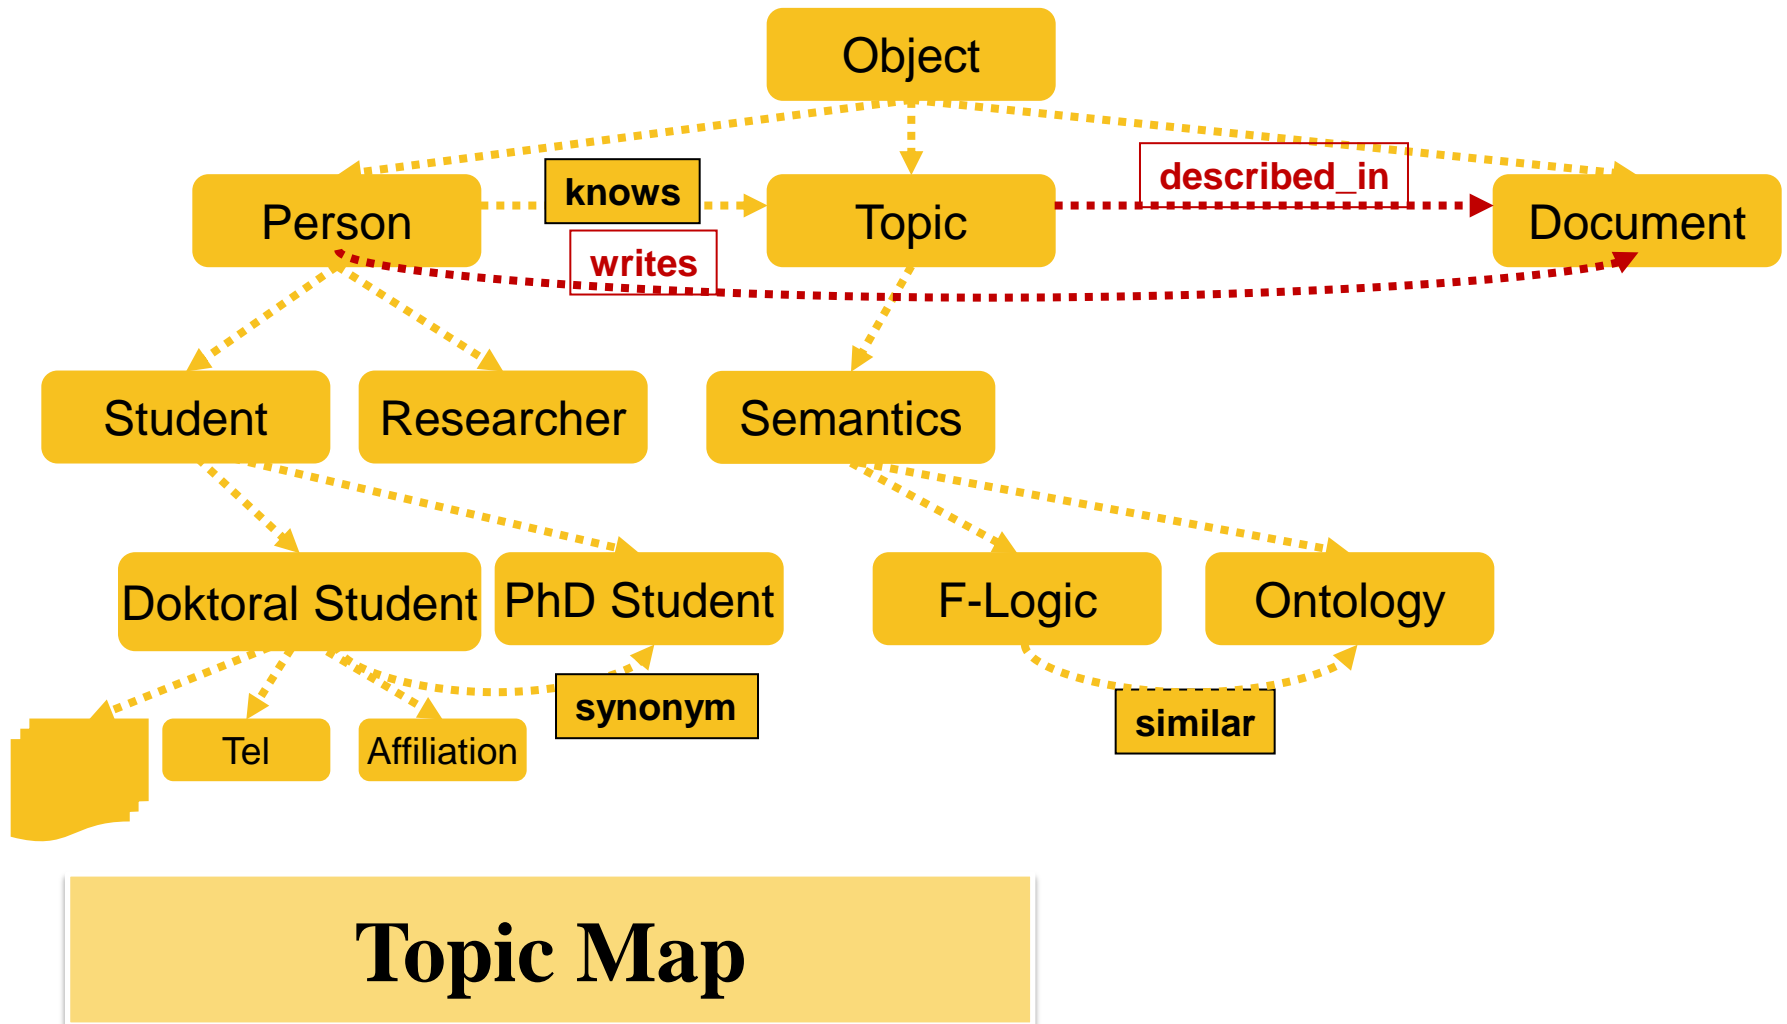 Object
knows
described_in
Person
Topic
Document
writes
Student
Researcher
Semantics
Doktoral Student
PhD Student
F-Logic
Ontology
synonym
similar
Tel
Affiliation
Topic Map